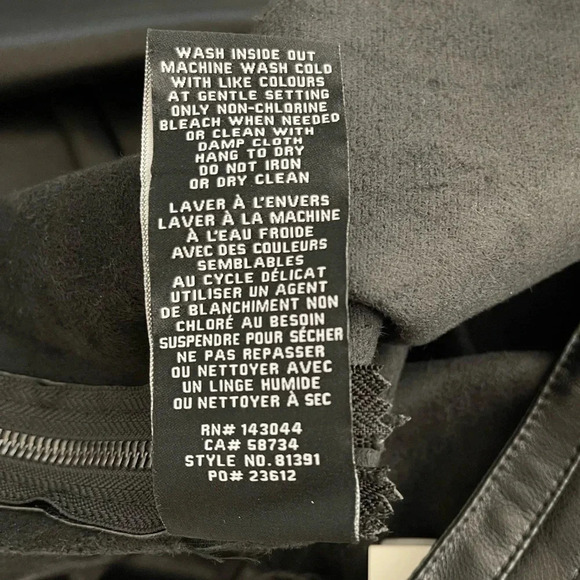 WASH INSIDE OUT
MACHINE WASH COLD
WITH LIKE COLOURS
AT GENTLE SETTING
ONLY NON-CHLORINE
BLEACH WHEN NEEDED
OR CLEAN WITH
DAMP CLOTH
HANG TO DRY
DO NOT IRON
OR DRY CLEAN
LAVER À L'ENVERS
LAVER À LA MACHINE
À L'EAU FROIDE
AVEC DES COULEURS
SEMBLABLES
AU CYCLE DÉLICAT
UTILISER UN AGENT
DE BLANCHIMENT NON
CHLORÉ AU BESOIN
SUSPENDRE POUR SÉCHER
NE PAS REPASSER
OU NETTOYER AVEC
UN LINGE HUMIDE
OU NETTOYER À SEC
RN# 143044
CA# 58734
STYLE NO. 81391
PO# 23612